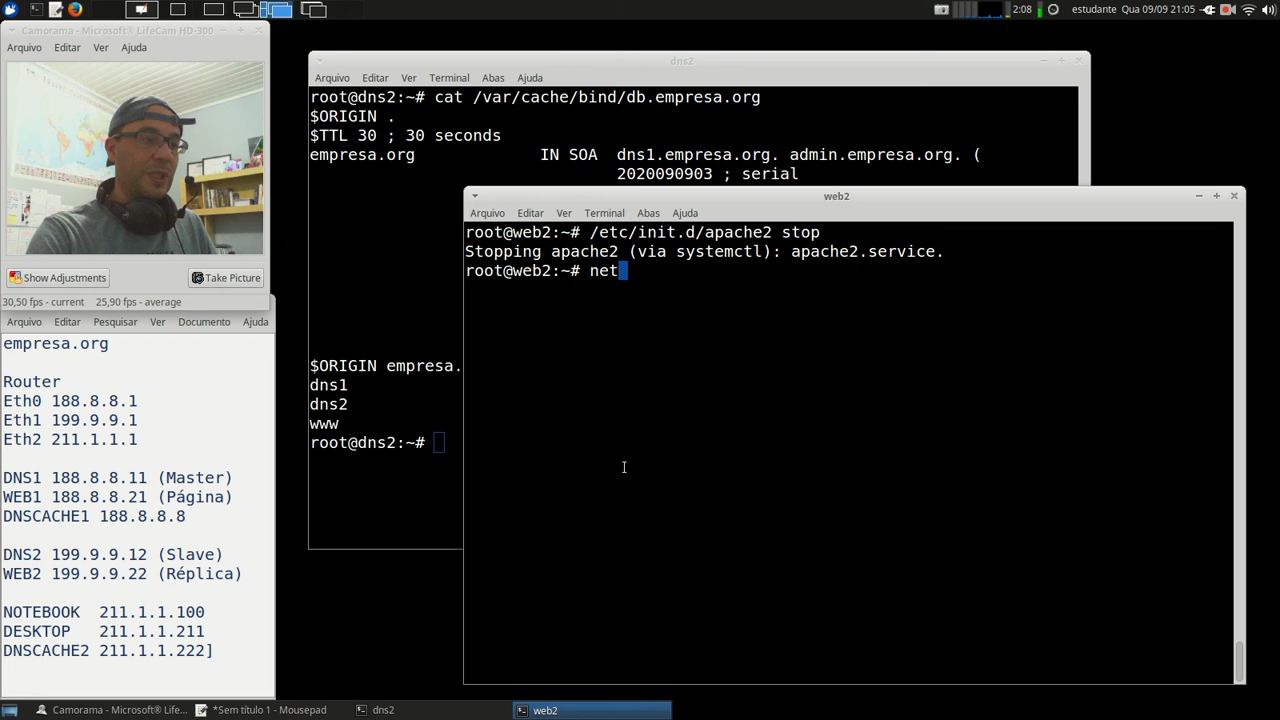 2:08
estudante
Qua 09/09 21:05
Camorama - Microsoft® LifeCam HD-300
Arquivo Editar Ver Ajuda
Show Adjustments
Take Picture
30,50 fps - current 25,90 fps - average
Arquivo Editar Pesquisar Ver Documento Ajuda
empresa.org
Router
Eth0 188.8.8.1
Eth1 199.9.9.1
Eth2 211.1.1.1
DNS1 188.8.8.11 (Master)
WEB1 188.8.8.21 (Página)
DNSCACHE1 188.8.8.8
DNS2 199.9.9.12 (Slave)
WEB2 199.9.9.22 (Réplica)
NOTEBOOK 211.1.1.100
DESKTOP 211.1.1.211
DNSCACHE2 211.1.1.222]
dns2
Arquivo Editar Ver Terminal Abas Ajuda
root@dns2:~# cat /var/cache/bind/db.empresa.org
$ORIGIN .
$TTL 30 ; 30 seconds
empresa.org IN SOA dns1.empresa.org. admin.empresa.org. (
2020090903 ; serial
$ORIGIN empresa.
dns1
dns2
www
root@dns2:~#
web2
Arquivo Editar Ver Terminal Abas Ajuda
root@web2:~# /etc/init.d/apache2 stop
Stopping apache2 (via systemctl): apache2.service.
root@web2:~# net
Camorama - Microsoft® LifeC...
*Sem título 1 - Mousepad
dns2
web2